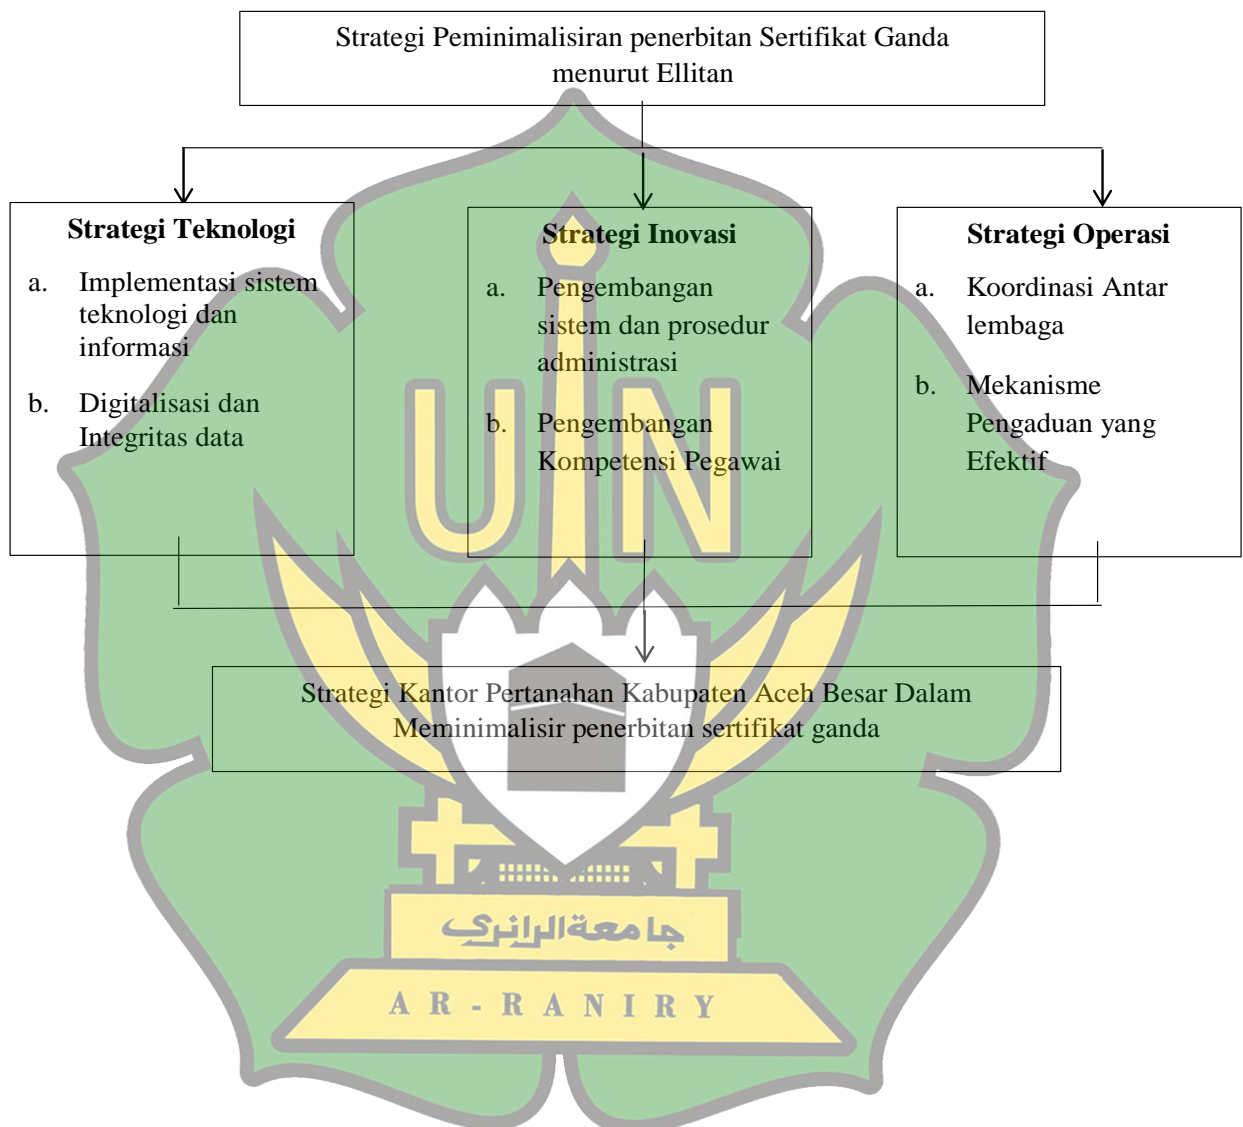 Strategi Peminimalisiran penerbitan Sertifikat Ganda
menurut Ellitan
Strategi Teknologi
a. Implementasi sistem
teknologi dan
informasi
b. Digitalisasi dan
Integritas data
Strategi Inovasi
a. Pengembangan
sistem dan prosedur
administrasi
b. Pengembangan
Kompetensi Pegawai
Strategi Operasi
a. Koordinasi Antar
lembaga
b. Mekanisme
Pengaduan yang
Efektif
UIN
Strategi Kantor Pertanahan Kabupaten Aceh Besar Dalam
Meminimalisir penerbitan sertifikat ganda
جامعة الرانري
AR-RANIRY